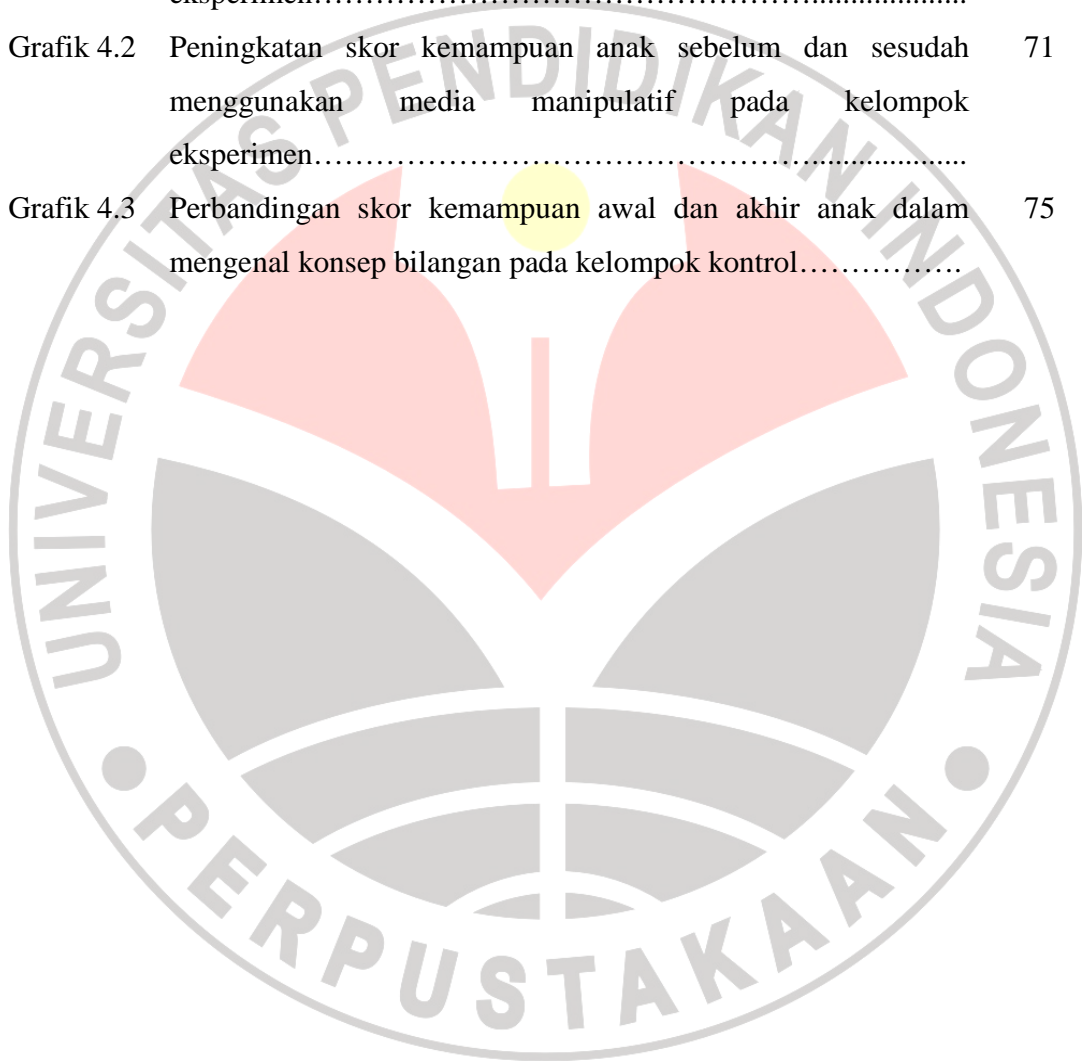 eksperimen…………………………………………...................
Grafik 4.2 Peningkatan skor kemampuan anak sebelum dan sesudah 71
menggunakan media manipulatif pada kelompok
eksperimen…………………………………………...................
Grafik 4.3 Perbandingan skor kemampuan awal dan akhir anak dalam 75
mengenal konsep bilangan pada kelompok kontrol…………….
UNIVERSITAS PENDIDIKAN INDONESIA
PERPUSTAKAAN